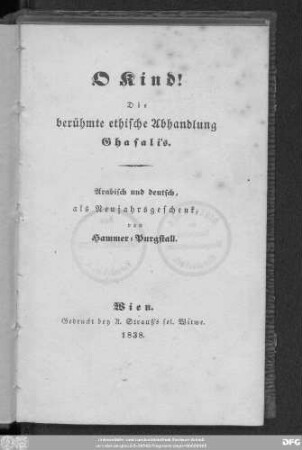 O Kind!
Die
berühmte ethische Abhandlung
Ghasali's.
Arabisch und deutsch,
als Neujahrsgeschenk,
von
Hammer-Purgstall.
Wien.
Gedruckt bey A. Strauß's sel. Witwe.
1838.
DFG